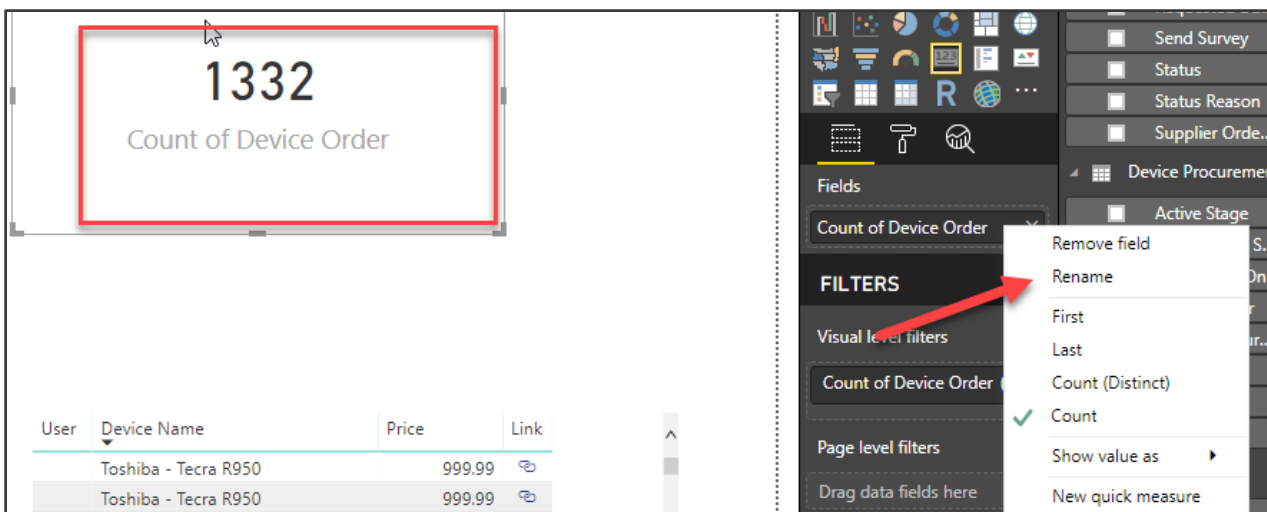 1332
Count of Device Order
User Device Name Price Link
Toshiba - Tecra R950 999.99
Toshiba - Tecra R950 999.99
123
R
...
Fields
Count of Device Order
FILTERS
Visual level filters
Count of Device Order (
Page level filters
Drag data fields here
Send Survey
Status
Status Reason
Supplier Orde..
Device Procureme
Active Stage
Remove field
Rename
First
Last
Count (Distinct)
Count
Show value as
New quick measure